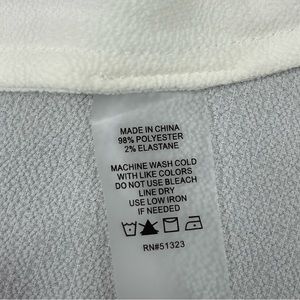 MADE IN CHINA
98% POLYESTER
2% ELASTANE
MACHINE WASH COLD
WITH LIKE COLORS
DO NOT USE BLEACH
LINE DRY
USE LOW IRON
IF NEEDED
RN#51323